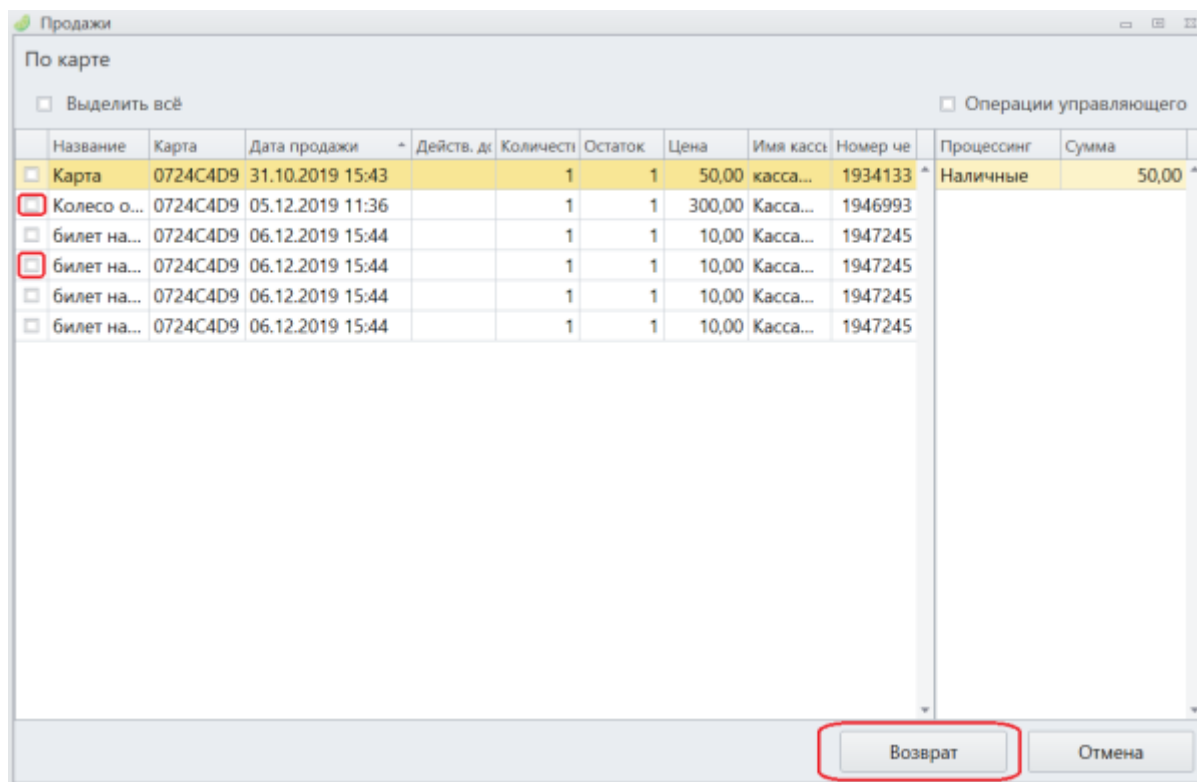 Продажи
По карте
Выделить всё Операции управляющего
Название Карта Дата продажи Действ. дс Количести Остаток Цена Имя кассы Номер че Процессинг Сумма
Карта 0724C4D9 31.10.2019 15:43 1 1 50,00 касса... 1934133 Наличные 50,00
Колесо о... 0724C4D9 05.12.2019 11:36 1 1 300,00 Касса... 1946993
билет на... 0724C4D9 06.12.2019 15:44 1 1 10,00 Касса... 1947245
билет на... 0724C4D9 06.12.2019 15:44 1 1 10,00 Касса... 1947245
билет на... 0724C4D9 06.12.2019 15:44 1 1 10,00 Касса... 1947245
билет на... 0724C4D9 06.12.2019 15:44 1 1 10,00 Касса... 1947245
Возврат Отмена